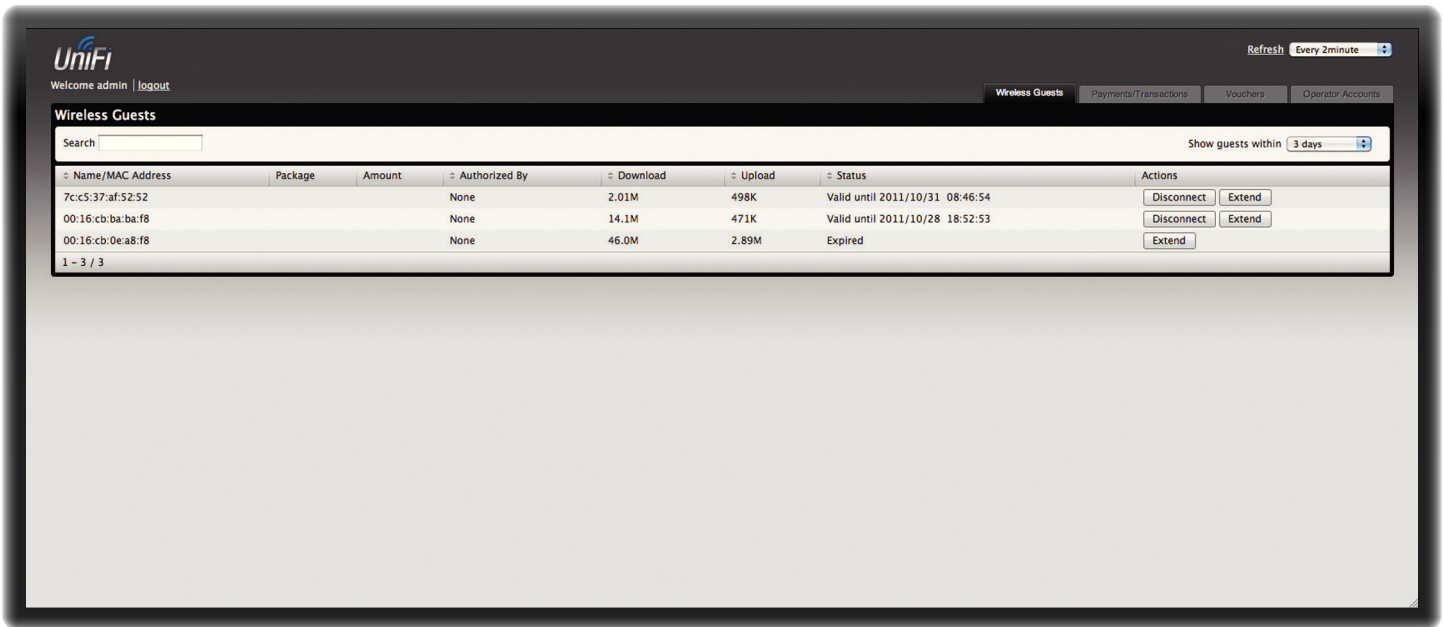 UniFi
Refresh Every 2minute
Welcome admin | logout
Wireless Guests Payments/Transactions Vouchers Operator Accounts
Wireless Guests
Search Show guests within 3 days
Name/MAC Address Package Amount Authorized By Download Upload Status Actions
7c:c5:37:af:52:52 None 2.01M 498K Valid until 2011/10/31 08:46:54 Disconnect Extend
00:16:cb:ba:ba:f8 None 14.1M 471K Valid until 2011/10/28 18:52:53 Disconnect Extend
00:16:cb:0e:a8:f8 None 46.0M 2.89M Expired Extend
1 - 3 / 3